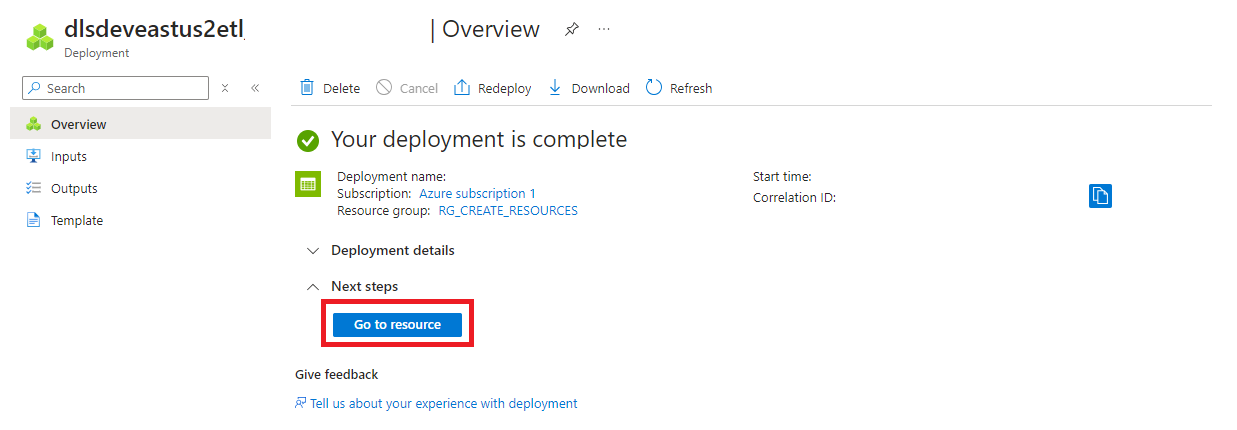 dlsdeveastus2etl | Overview
Deployment
Search
Delete Cancel Redeploy Download Refresh
Overview
Inputs
Outputs
Template
Your deployment is complete
Deployment name:
Subscription: Azure subscription 1
Resource group: RG_CREATE_RESOURCES
Start time:
Correlation ID:
Deployment details
Next steps
Go to resource
Give feedback
Tell us about your experience with deployment